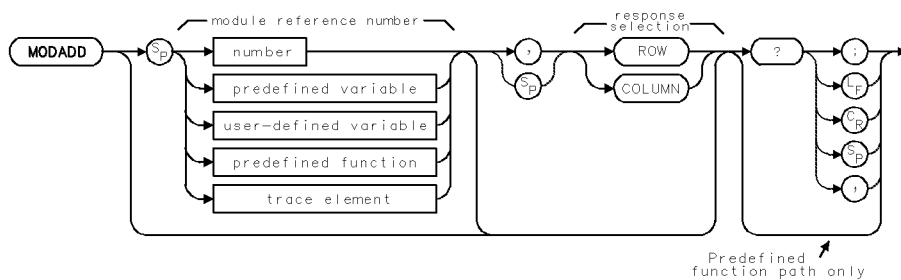 module reference number
response
selection
MODADD
SP
number
,
ROW
?
;
predefined variable
SP
COLUMN
LF
user-defined variable
CR
predefined function
SP
trace element
,
Predefined
function path only